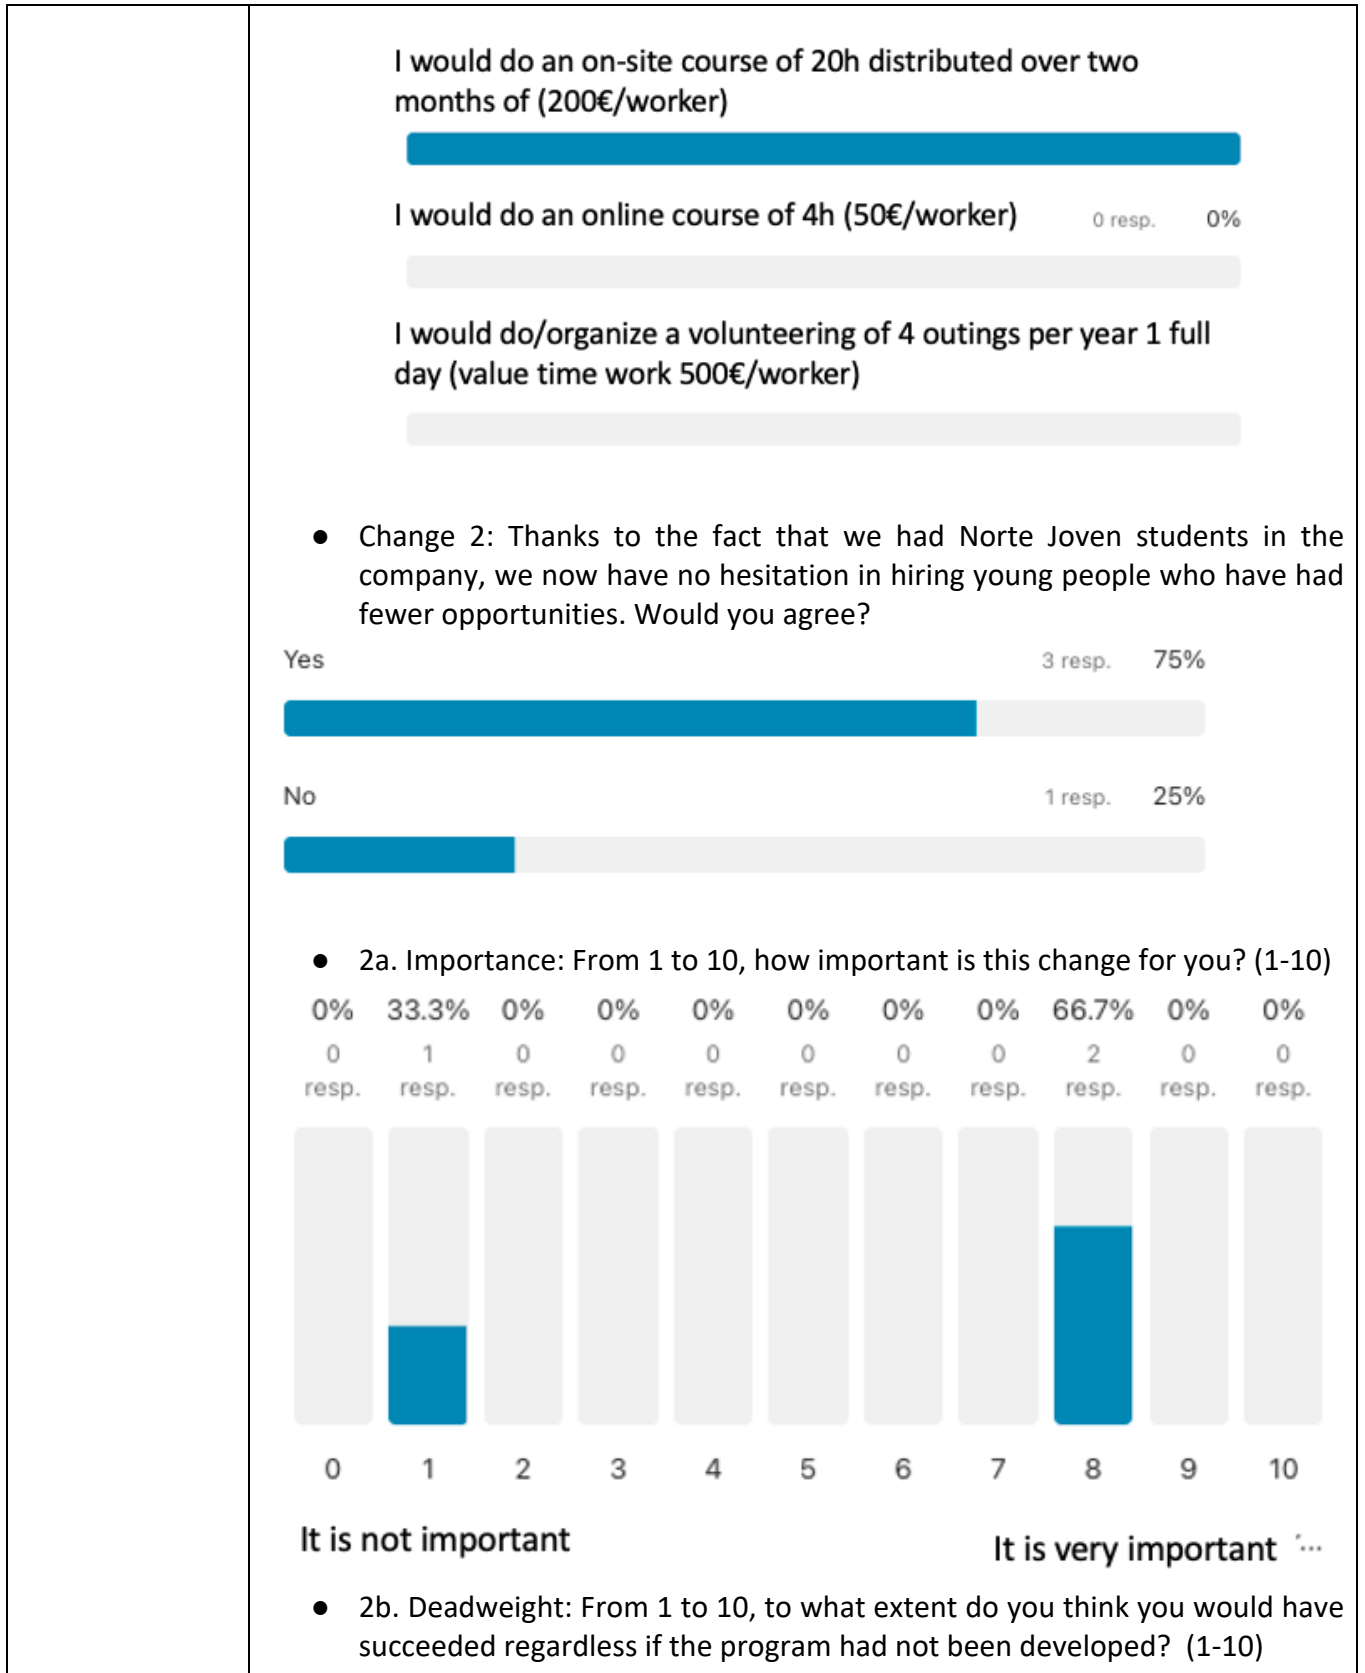 I would do an on-site course of 20h distributed over two
months of (200€/worker)
I would do an online course of 4h (50€/worker) 0 resp. 0%
I would do/organize a volunteering of 4 outings per year 1 full
day (value time work 500€/worker)
● Change 2: Thanks to the fact that we had Norte Joven students in the
company, we now have no hesitation in hiring young people who have had
fewer opportunities. Would you agree?
Yes 3 resp. 75%
No 1 resp. 25%
● 2a. Importance: From 1 to 10, how important is this change for you? (1-10)
0% 33.3% 0% 0% 0% 0% 0% 0% 66.7% 0% 0%
0 1 0 0 0 0 0 0 2 0 0
resp. resp. resp. resp. resp. resp. resp. resp. resp. resp. resp.
0 1 2 3 4 5 6 7 8 9 10
It is not important It is very important
● 2b. Deadweight: From 1 to 10, to what extent do you think you would have
succeeded regardless if the program had not been developed? (1-10)